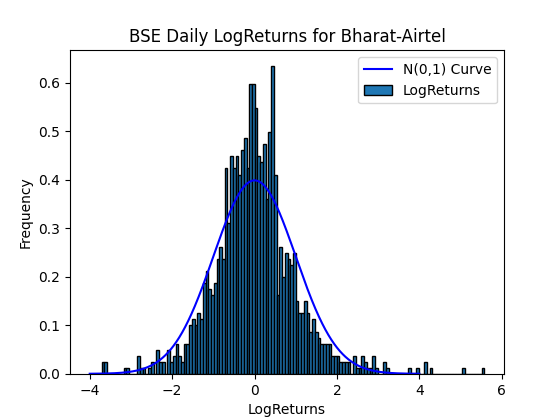 BSE Daily LogReturns for Bharat-Airtel
N(0,1) Curve
LogReturns
Frequency
0.6
0.5
0.4
0.3
0.2
0.1
0.0
−4 −2 0 2 4 6
LogReturns